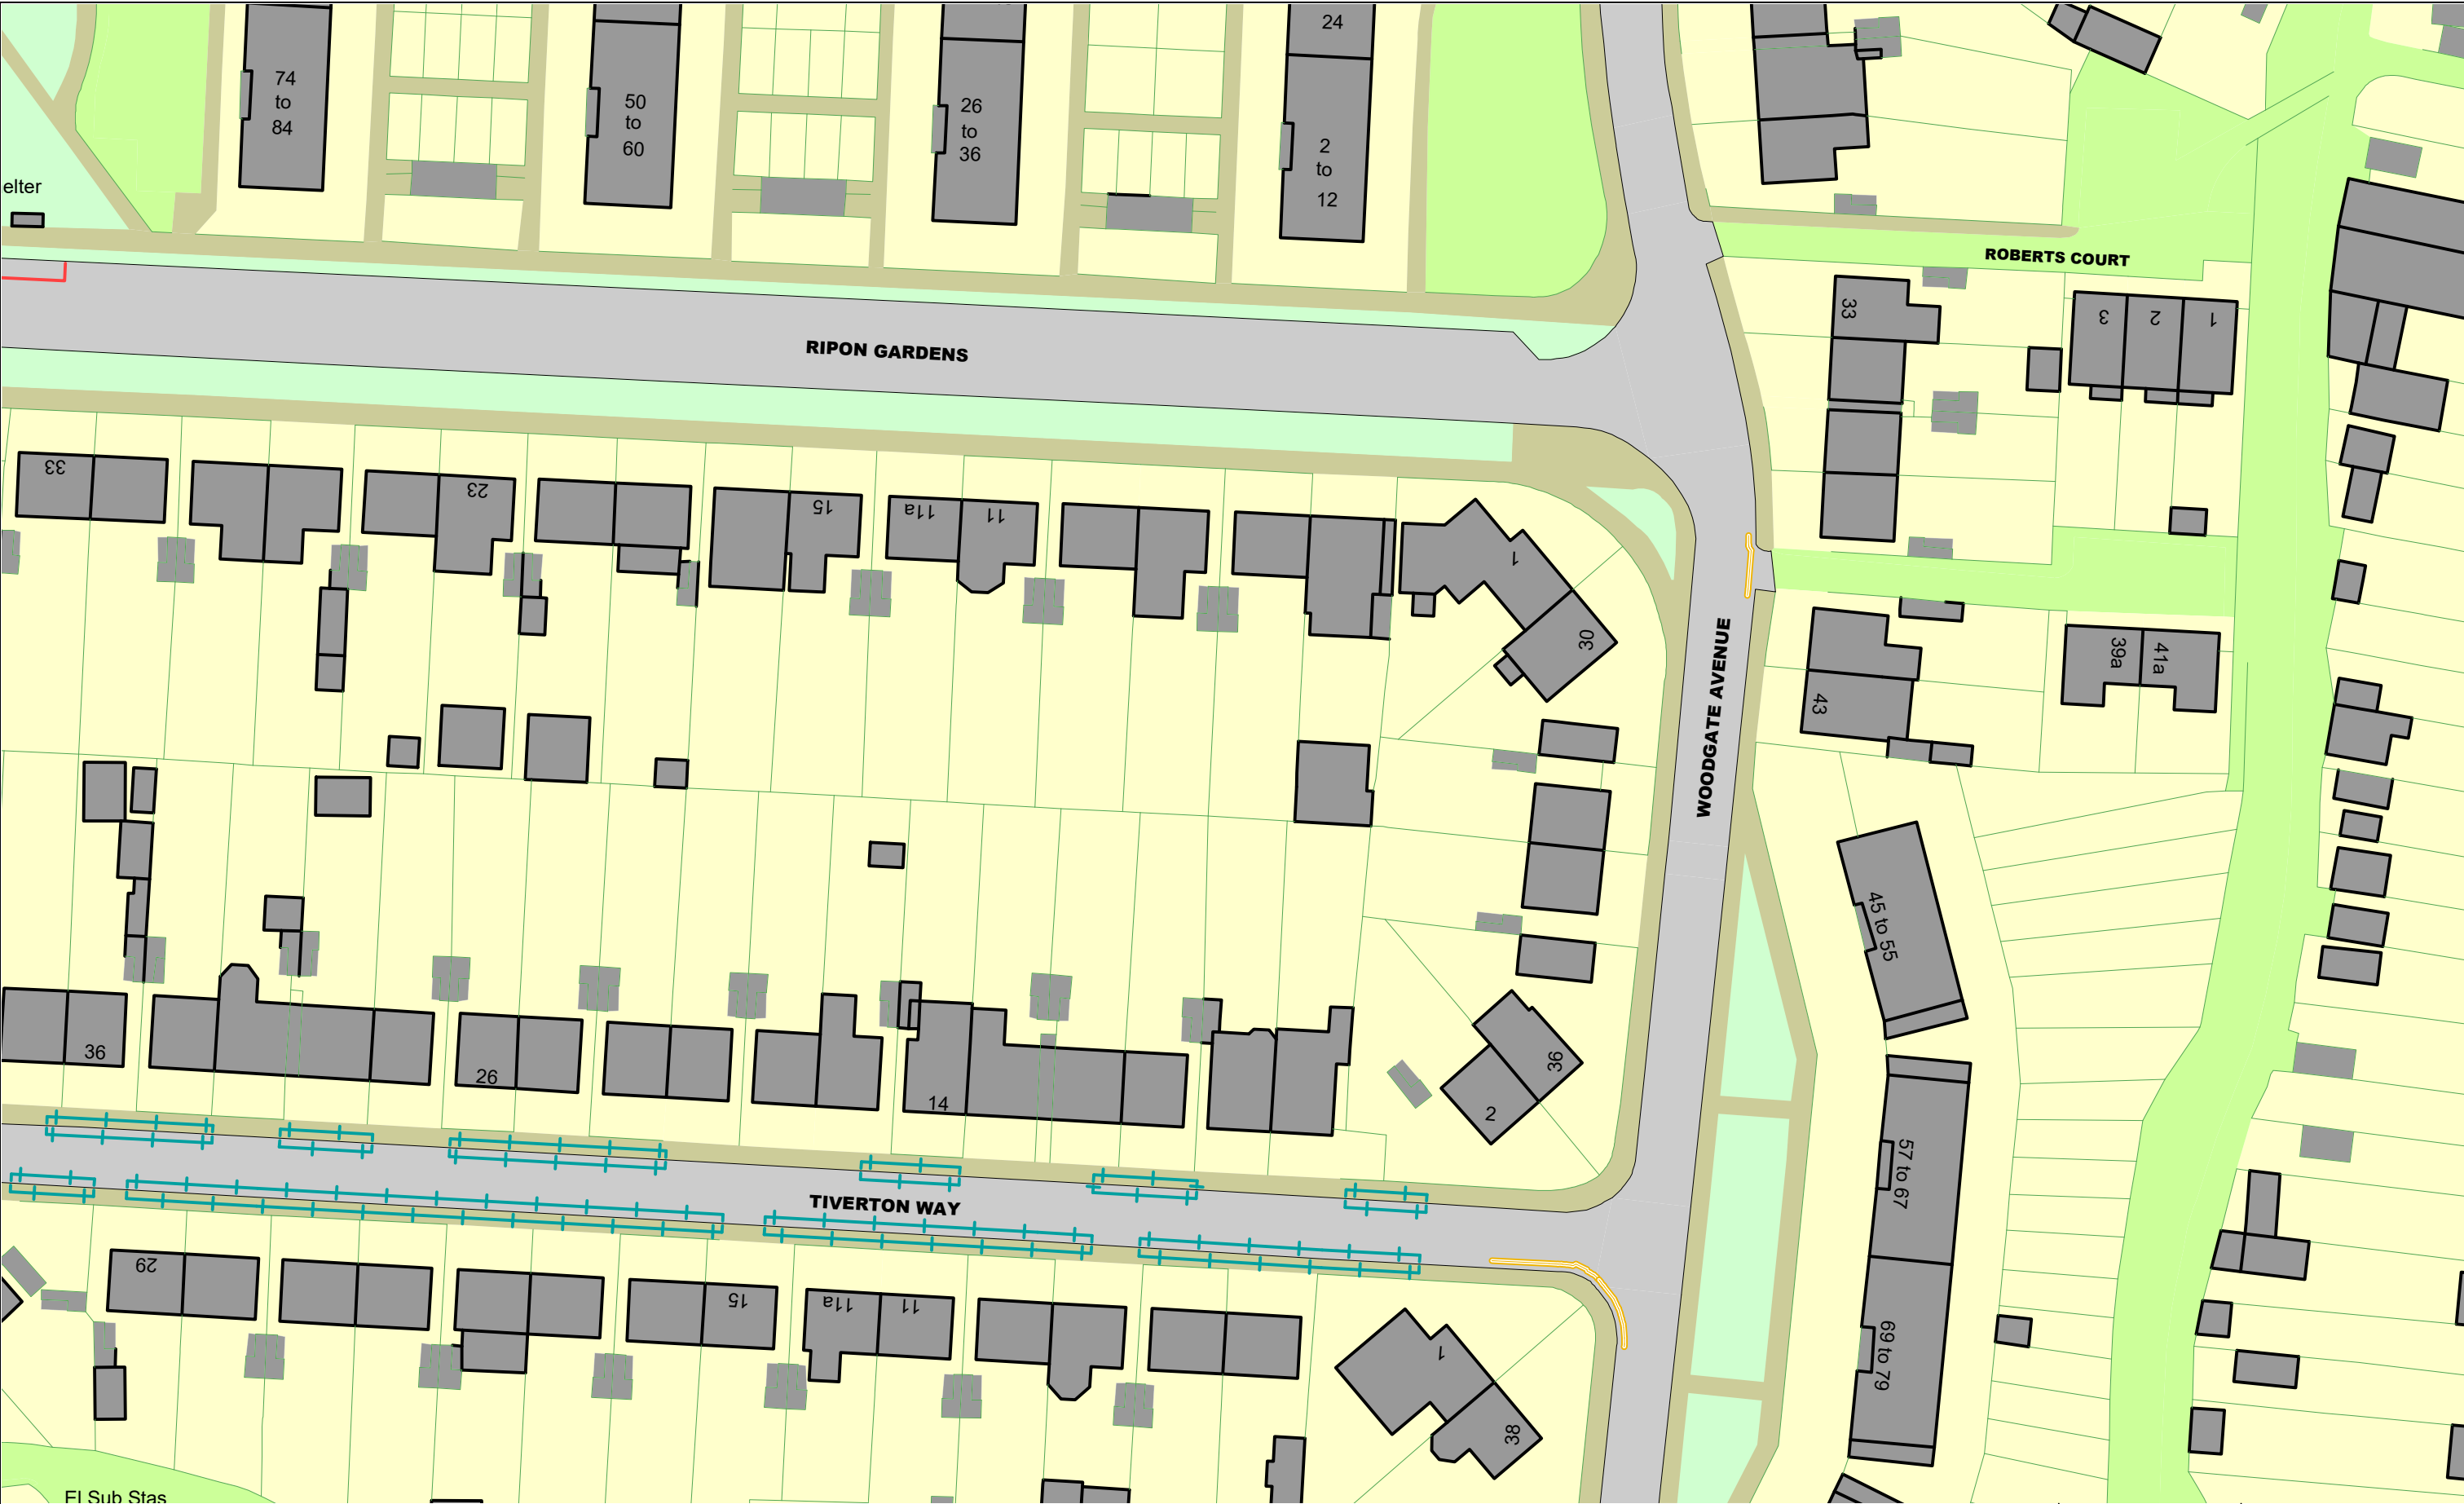 24
74
to
84
50
to
60
26
to
36
2
to
12
elter
ROBERTS COURT
33
3
2
1
RIPON GARDENS
33
23
15
11a
11
1
30
WOODGATE AVENUE
39a
41a
43
45 to 55
36
26
14
36
2
57 to 67
TIVERTON WAY
29
15
11a
11
1
38
69 to 79
El Sub Stas